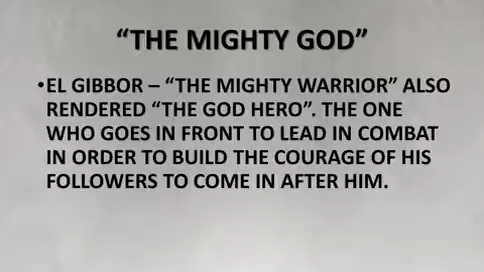 “THE MIGHTY GOD”
•EL GIBBOR – “THE MIGHTY WARRIOR” ALSO
RENDERED “THE GOD HERO”. THE ONE
WHO GOES IN FRONT TO LEAD IN COMBAT
IN ORDER TO BUILD THE COURAGE OF HIS
FOLLOWERS TO COME IN AFTER HIM.